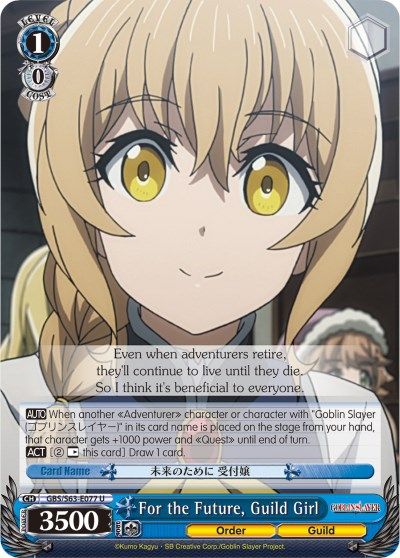 LEVEL
1
0
COST
Even when adventurers retire,
they'll continue to live until they die.
So I think it's beneficial to everyone.
AUTO When another «Adventurer» character or character with "Goblin Slayer
(ゴブリンスレイヤー)" in its card name is placed on the stage from your hand,
that character gets +1000 power and «Quest» until end of turn.
ACT [② this card] Draw 1 card.
Card Name 未来のために 受付嬢
CH GBS/S63-E077 U
For the Future, Guild Girl
GOBLIN SLAYER
3500
Order Guild
©Kumo Kagyu・SB Creative Corp./Goblin Slayer Project.